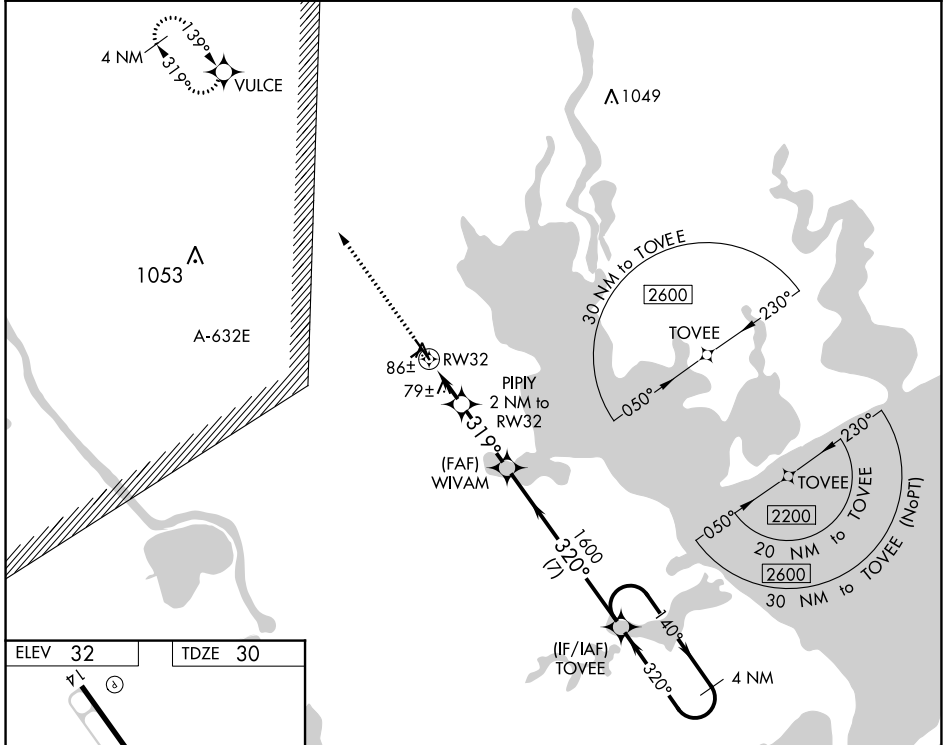 139°
4 NM
319°
VULCE
1049
1053
A-632E
30 NM to TOVEE
2600
230°
TOVEE
050°
86±
RW32
79±
PIPIY
2 NM to
RW32
319°
(FAF)
WIVAM
230°
TOVEE
050°
2200
20 NM to TOVEE
2600
30 NM to TOVEE (NoPT)
1600
320°
(7)
140°
(IF/IAF)
TOVEE
320°
4 NM
ELEV 32
TDZE 30
14
P